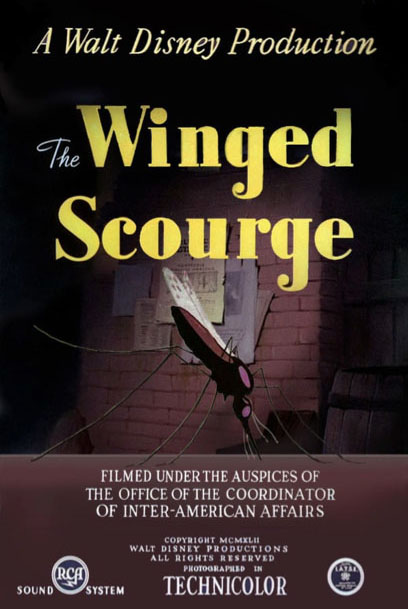 A Walt Disney Production
The Winged
Scourge
FILMED UNDER THE AUSPICES OF
THE OFFICE OF THE COORDINATOR
OF INTER-AMERICAN AFFAIRS
COPYRIGHT MCMXLII
WALT DISNEY PRODUCTIONS
ALL RIGHTS RESERVED
PHOTOGRAPHED IN
TECHNICOLOR
RCA
SOUND SYSTEM
I.A.T.S.E.